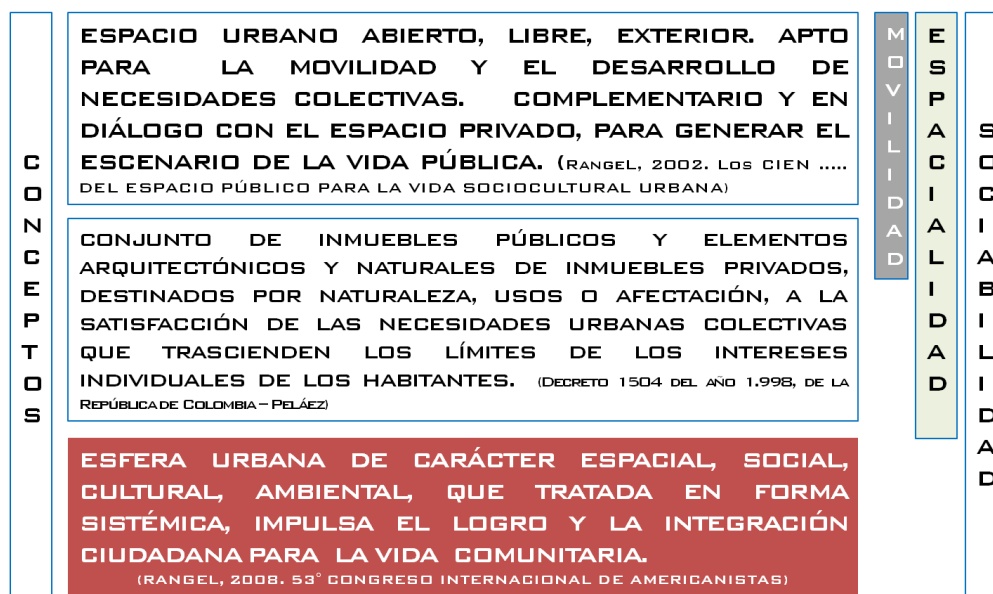 CONCEPTOS
ESPACIO URBANO ABIERTO, LIBRE, EXTERIOR. APTO
PARA LA MOVILIDAD Y EL DESARROLLO DE
NECESIDADES COLECTIVAS. COMPLEMENTARIO Y EN
DIÁLOGO CON EL ESPACIO PRIVADO, PARA GENERAR EL
ESCENARIO DE LA VIDA PÚBLICA. (RANGEL, 2002. LOS CIEN .....
DEL ESPACIO PÚBLICO PARA LA VIDA SOCIOCULTURAL URBANA)
CONJUNTO DE INMUEBLES PÚBLICOS Y ELEMENTOS
ARQUITECTÓNICOS Y NATURALES DE INMUEBLES PRIVADOS,
DESTINADOS POR NATURALEZA, USOS O AFECTACIÓN, A LA
SATISFACCIÓN DE LAS NECESIDADES URBANAS COLECTIVAS
QUE TRASCIENDEN LOS LÍMITES DE LOS INTERESES
INDIVIDUALES DE LOS HABITANTES. (DECRETO 1504 DEL AÑO 1.998, DE LA
REPÚBLICA DE COLOMBIA – PELÁEZ)
ESFERA URBANA DE CARÁCTER ESPACIAL, SOCIAL,
CULTURAL, AMBIENTAL, QUE TRATADA EN FORMA
SISTÉMICA, IMPULSA EL LOGRO Y LA INTEGRACIÓN
CIUDADANA PARA LA VIDA COMUNITARIA.
(RANGEL, 2008. 53° CONGRESO INTERNACIONAL DE AMERICANISTAS)
MOVILIDAD
ESPACIALIDAD
SOCIABILIDAD